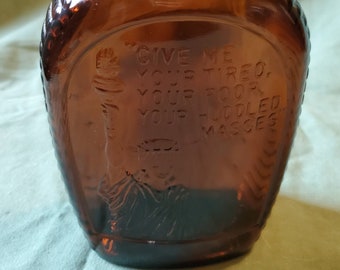 "GIVE ME
YOUR TIRED,
YOUR POOR,
YOUR HUDDLED
MASSES